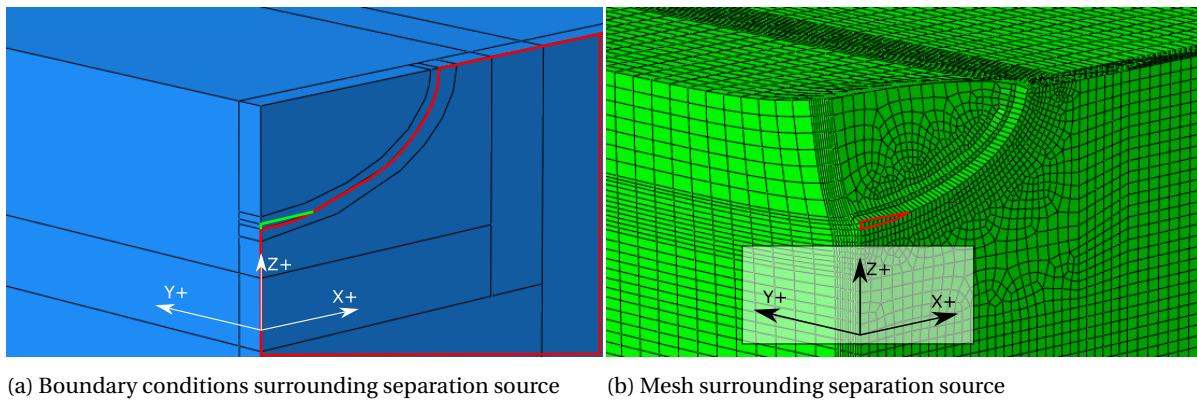 Z+
Y+
X+
Z+
Y+
X+
(a) Boundary conditions surrounding separation source
(b) Mesh surrounding separation source